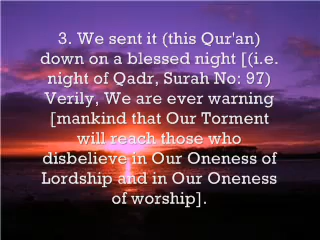 3. We sent it (this Qur'an)
down on a blessed night [(i.e.
night of Qadr, Surah No: 97)
Verily, We are ever warning
[mankind that Our Torment
will reach those who
disbelieve in Our Oneness of
Lordship and in Our Oneness
of worship].